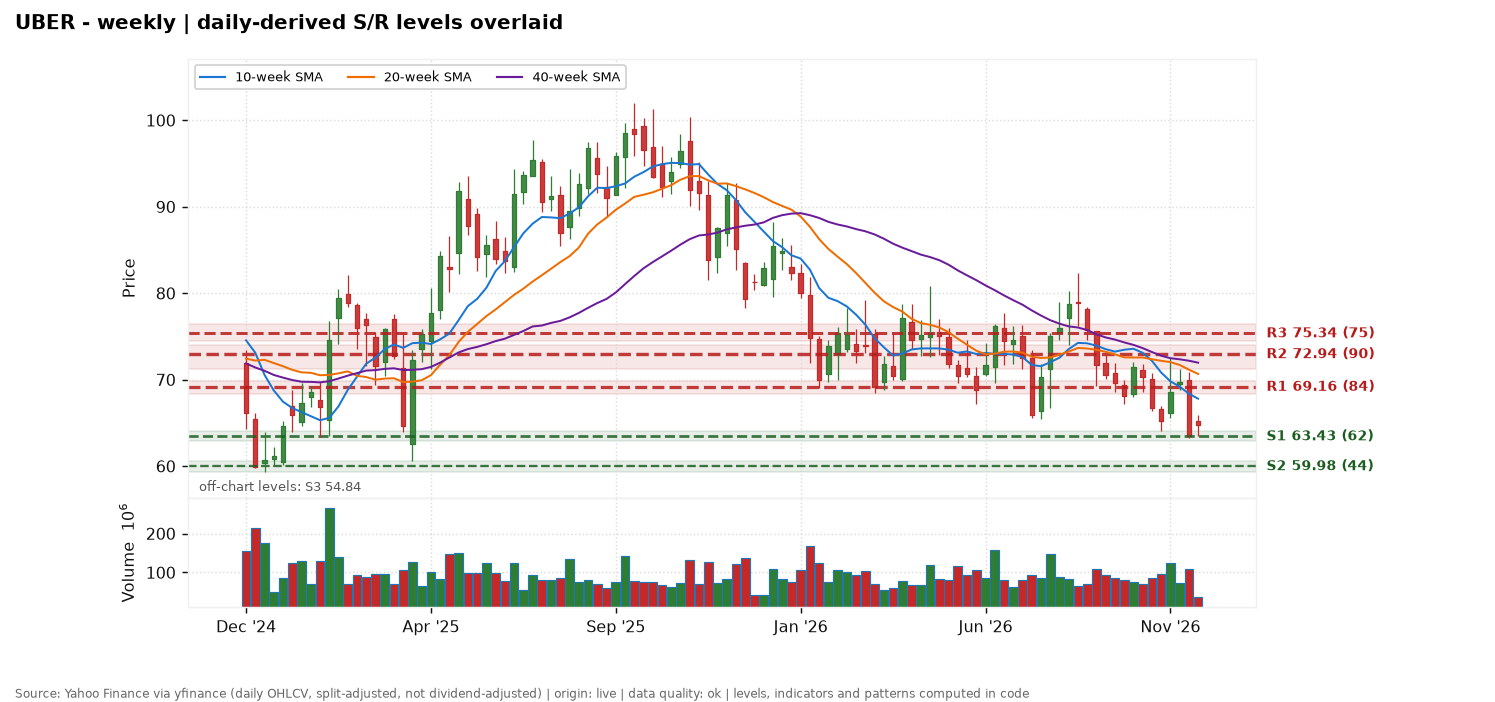 UBER - weekly | daily-derived S/R levels overlaid
10-week SMA 20-week SMA 40-week SMA
Price
100
90
80
70
60
R3 75.34 (75)
R2 72.94 (90)
R1 69.16 (84)
S1 63.43 (62)
S2 59.98 (44)
off-chart levels: S3 54.84
Volume 10⁶
200
100
Dec '24 Apr '25 Sep '25 Jan '26 Jun '26 Nov '26
Source: Yahoo Finance via yfinance (daily OHLCV, split-adjusted, not dividend-adjusted) | origin: live | data quality: ok | levels, indicators and patterns computed in code